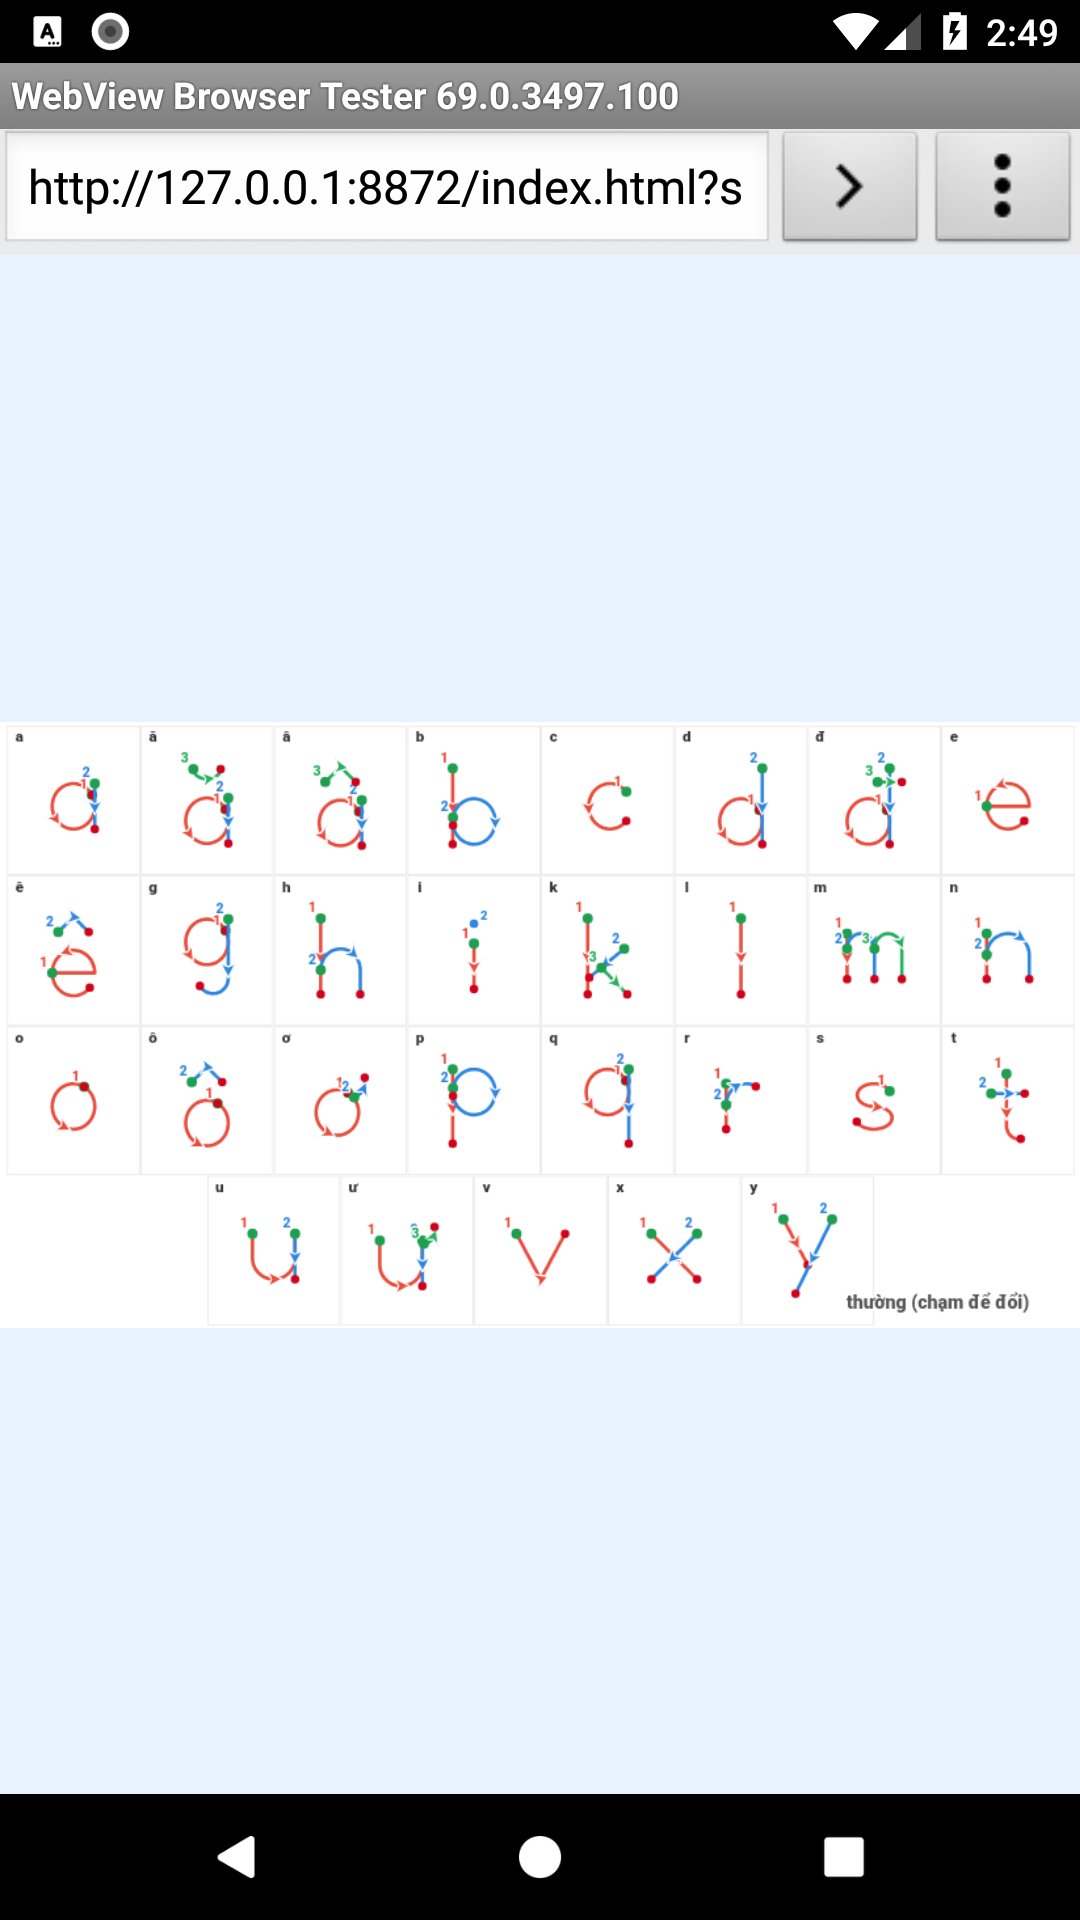 2:49
WebView Browser Tester 69.0.3497.100
http://127.0.0.1:8872/index.html?s
a ă â b c d đ e
ê g h i k l m n
o ô ơ p q r s t
u ư v x y
thường (chạm để đổi)